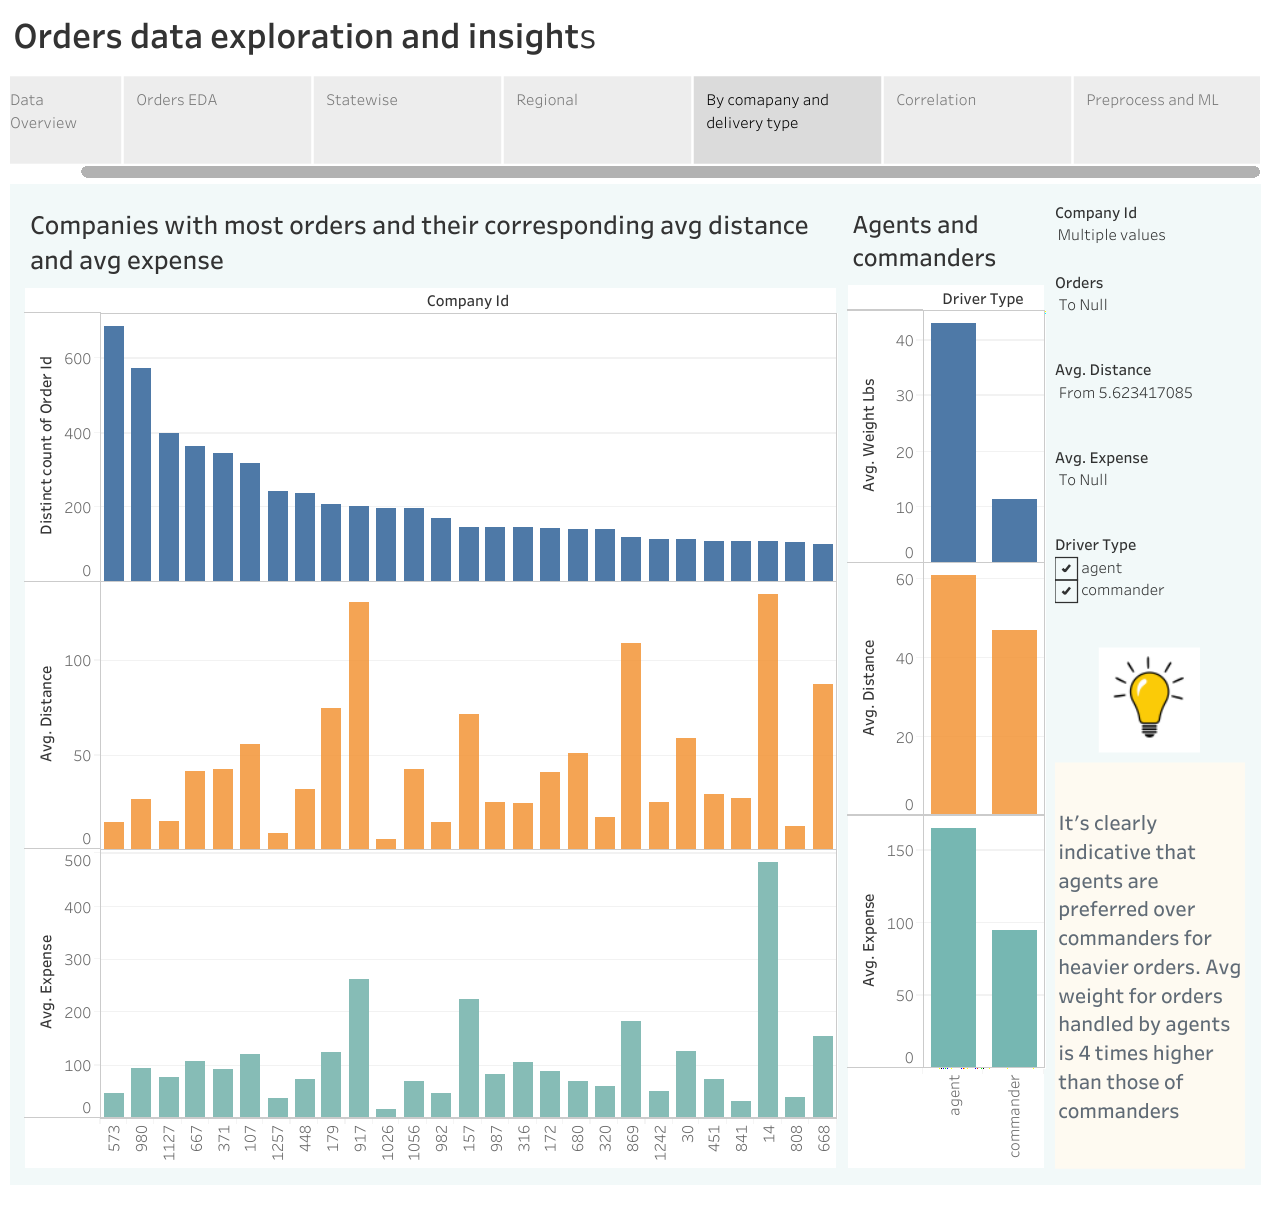 Orders data exploration and insights
Data
Overview
Orders EDA
Statewise
Regional
By comapany and
delivery type
Correlation
Preprocess and ML
Companies with most orders and their corresponding avg distance
and avg expense
Company Id
Distinct count of Order Id
600
400
200
0
Avg. Distance
100
50
0
Avg. Expense
500
400
300
200
100
0
573
980
1127
667
371
107
1257
448
179
917
1026
1056
982
157
987
316
172
680
320
869
1242
30
451
841
14
808
668
Agents and
commanders
Driver Type
Avg. Weight Lbs
40
30
20
10
0
Avg. Distance
60
40
20
0
Avg. Expense
150
100
50
0
agent
commander
Company Id
Multiple values
Orders
To Null
Avg. Distance
From 5.623417085
Avg. Expense
To Null
Driver Type
agent
commander
It's clearly
indicative that
agents are
preferred over
commanders for
heavier orders. Avg
weight for orders
handled by agents
is 4 times higher
than those of
commanders